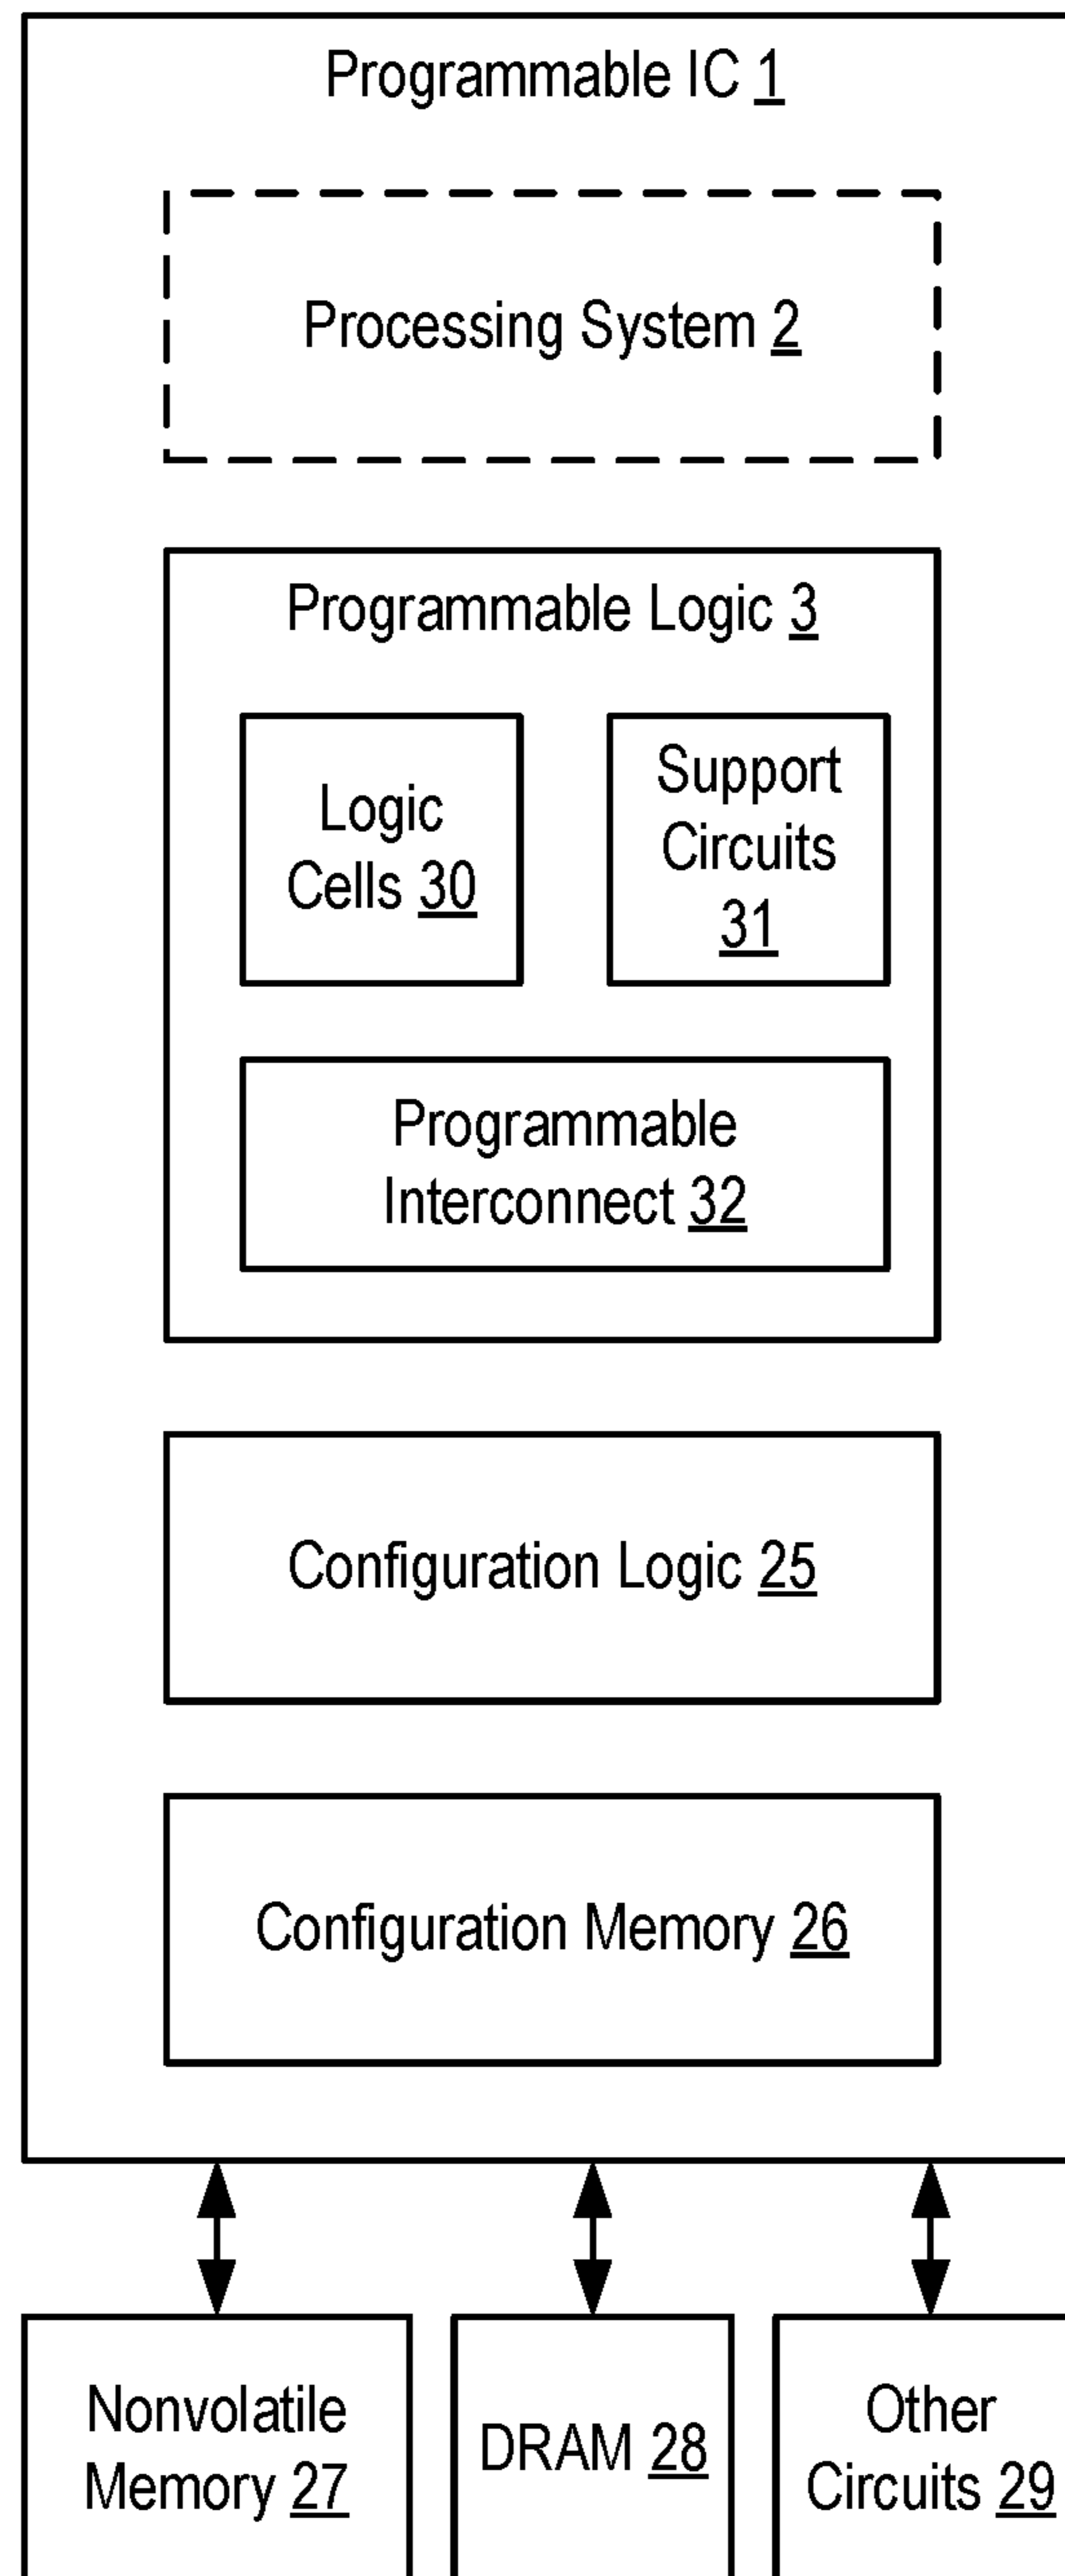 Programmable IC 1
Processing System 2
Programmable Logic 3
Logic
Cells 30
Support
Circuits
31
Programmable
Interconnect 32
Configuration Logic 25
Configuration Memory 26
Nonvolatile
Memory 27
DRAM 28
Other
Circuits 29